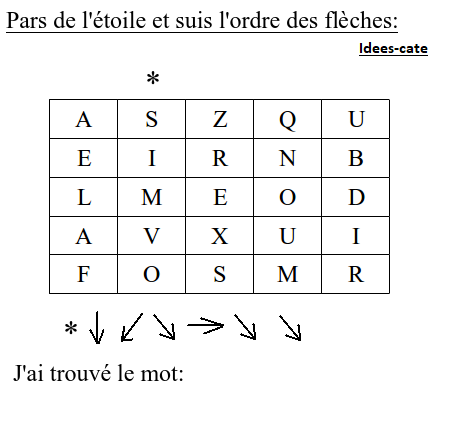 Pars de l'étoile et suis l'ordre des flèches:
Idees-cate
*
A S Z Q U
E I R N B
L M E O D
A V X U I
F O S M R
* ↓ ↙ ↘ → ↘ ↘
J'ai trouvé le mot: